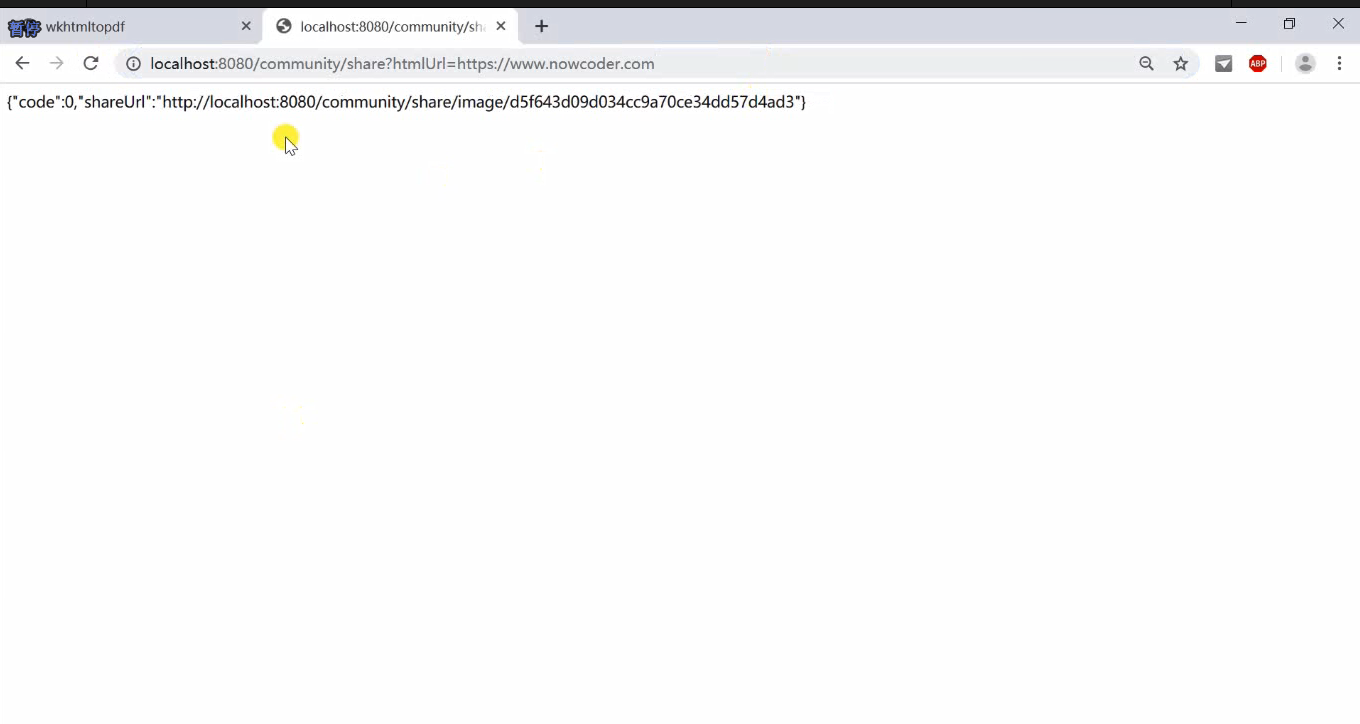 暂停 wkhtmltopdf
localhost:8080/community/sh
localhost:8080/community/share?htmlUrl=https://www.nowcoder.com
ABP
{"code":0,"shareUrl":"http://localhost:8080/community/share/image/d5f643d09d034cc9a70ce34dd57d4ad3"}